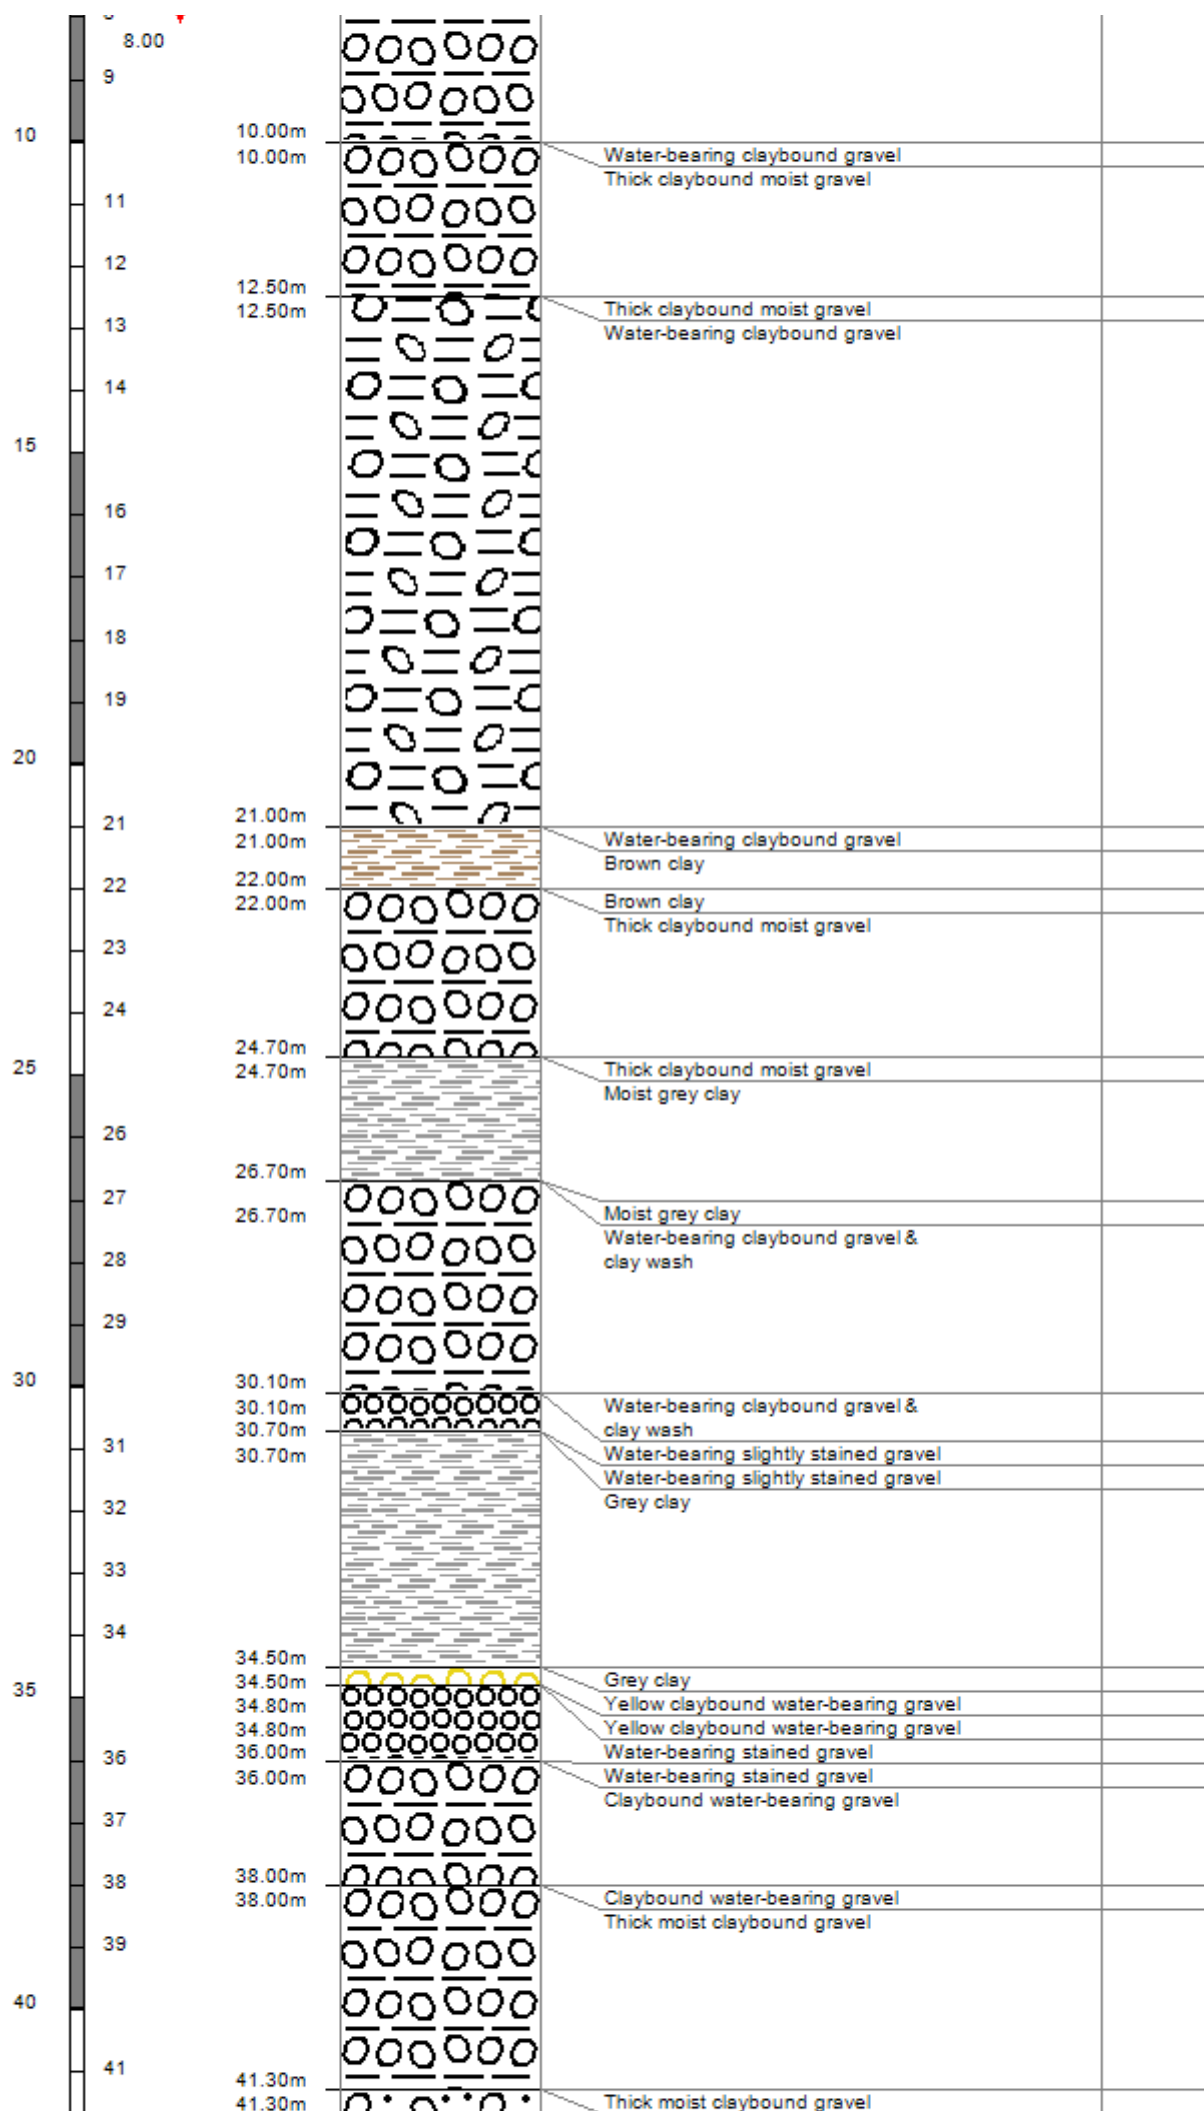 8.00
9
10
10.00m
10.00m
Water-bearing claybound gravel
Thick claybound moist gravel
11
12
12.50m
12.50m
Thick claybound moist gravel
Water-bearing claybound gravel
13
14
15
16
17
18
19
20
21
21.00m
21.00m
Water-bearing claybound gravel
Brown clay
22
22.00m
22.00m
Brown clay
Thick claybound moist gravel
23
24
24.70m
24.70m
Thick claybound moist gravel
Moist grey clay
25
26
26.70m
26.70m
Moist grey clay
Water-bearing claybound gravel &
clay wash
27
28
29
30
30.10m
30.10m
30.70m
30.70m
Water-bearing claybound gravel &
clay wash
Water-bearing slightly stained gravel
Water-bearing slightly stained gravel
Grey clay
31
32
33
34
34.50m
34.50m
34.80m
34.80m
36.00m
36.00m
Grey clay
Yellow claybound water-bearing gravel
Yellow claybound water-bearing gravel
Water-bearing stained gravel
Water-bearing stained gravel
Claybound water-bearing gravel
35
36
37
38
38.00m
38.00m
Claybound water-bearing gravel
Thick moist claybound gravel
39
40
41
41.30m
41.30m
Thick moist claybound gravel